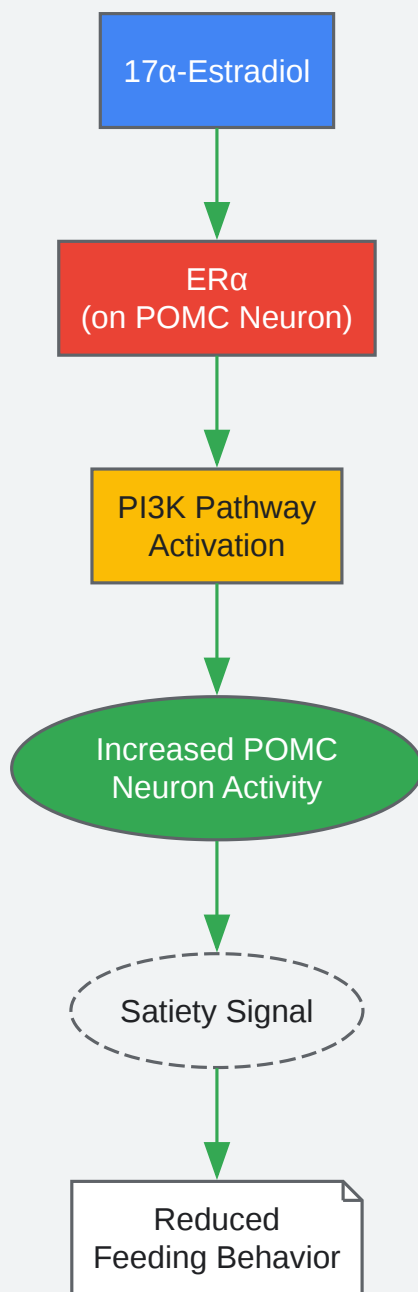 17α-Estradiol
ERα
(on POMC Neuron)
PI3K Pathway
Activation
Increased POMC
Neuron Activity
Satiety Signal
Reduced
Feeding Behavior